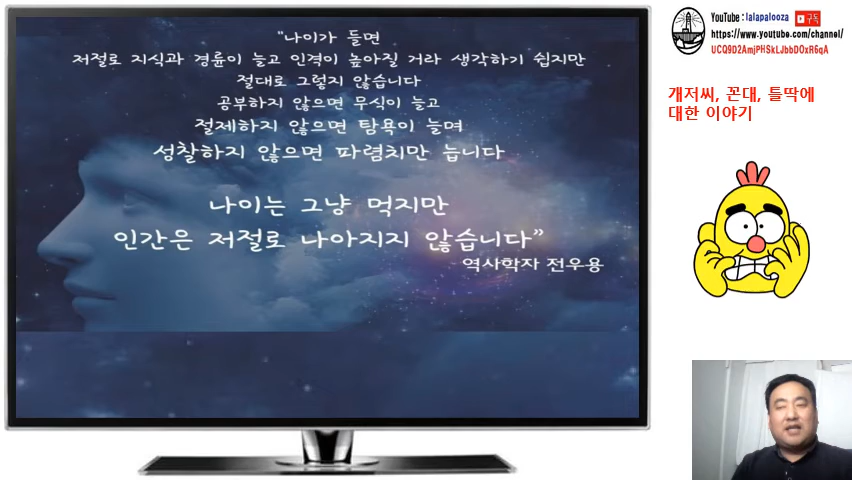 "나이가 들면
저절로 지식과 경륜이 늘고 인격이 높아질 거라 생각하기 쉽지만
절대로 그렇지 않습니다
공부하지 않으면 무식이 늘고
절제하지 않으면 탐욕이 늘며
성찰하지 않으면 파렴치만 늡니다
나이는 그냥 먹지만
인간은 저절로 나아지지 않습니다”
역사학자 전우용
YouTube : lalapalooza 구독
https://www.youtube.com/channel/
UCQ9D2AmjPHSkLJbbDOxR6qA
개저씨, 꼰대, 틀딱에
대한 이야기